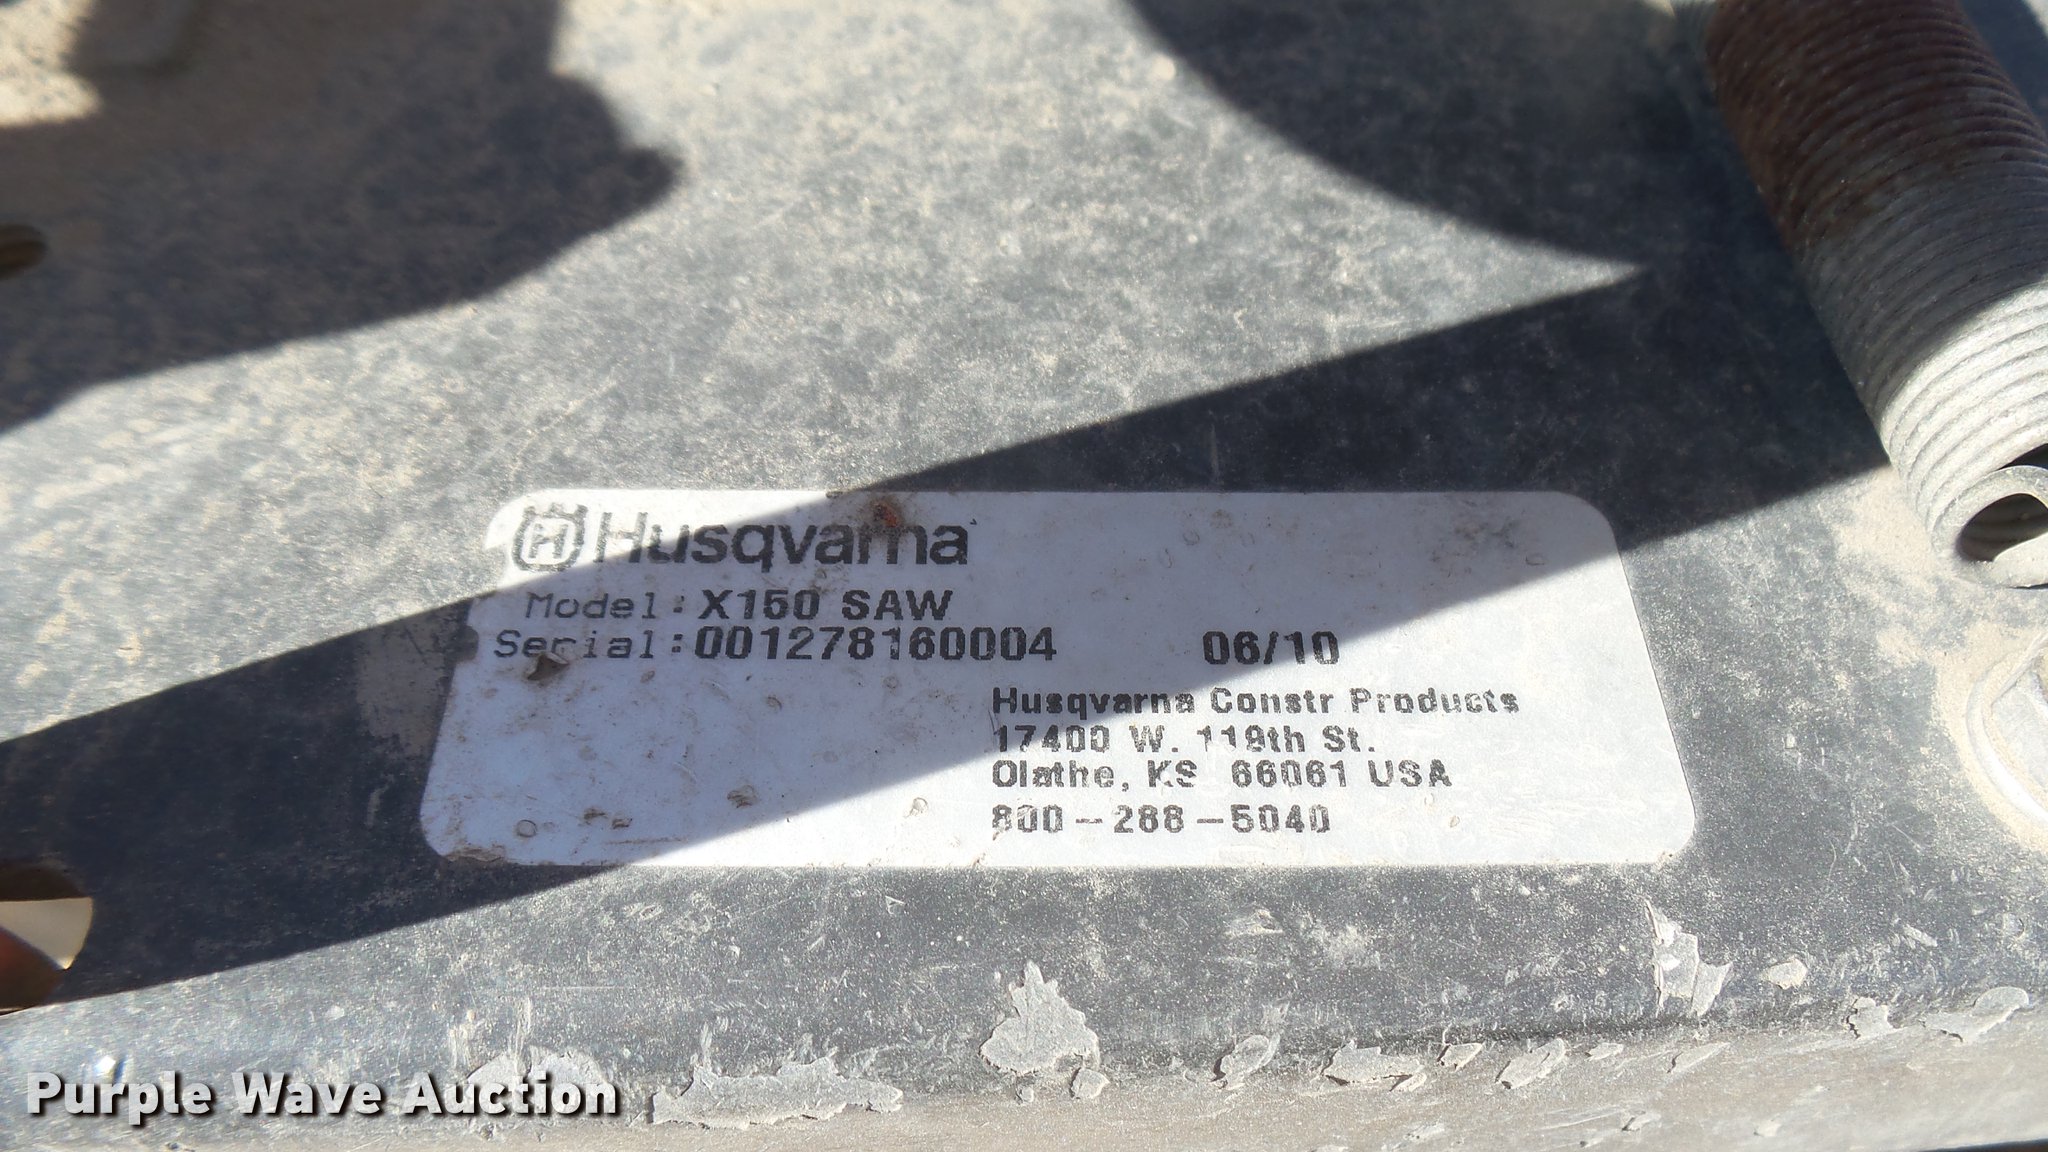 Husqvarna
Model: X150 SAW
Serial: 001278160004 06/10
Husqvarna Constr Products
17400 W. 119th St.
Olathe, KS 66061 USA
800-288-5040
Purple Wave Auction